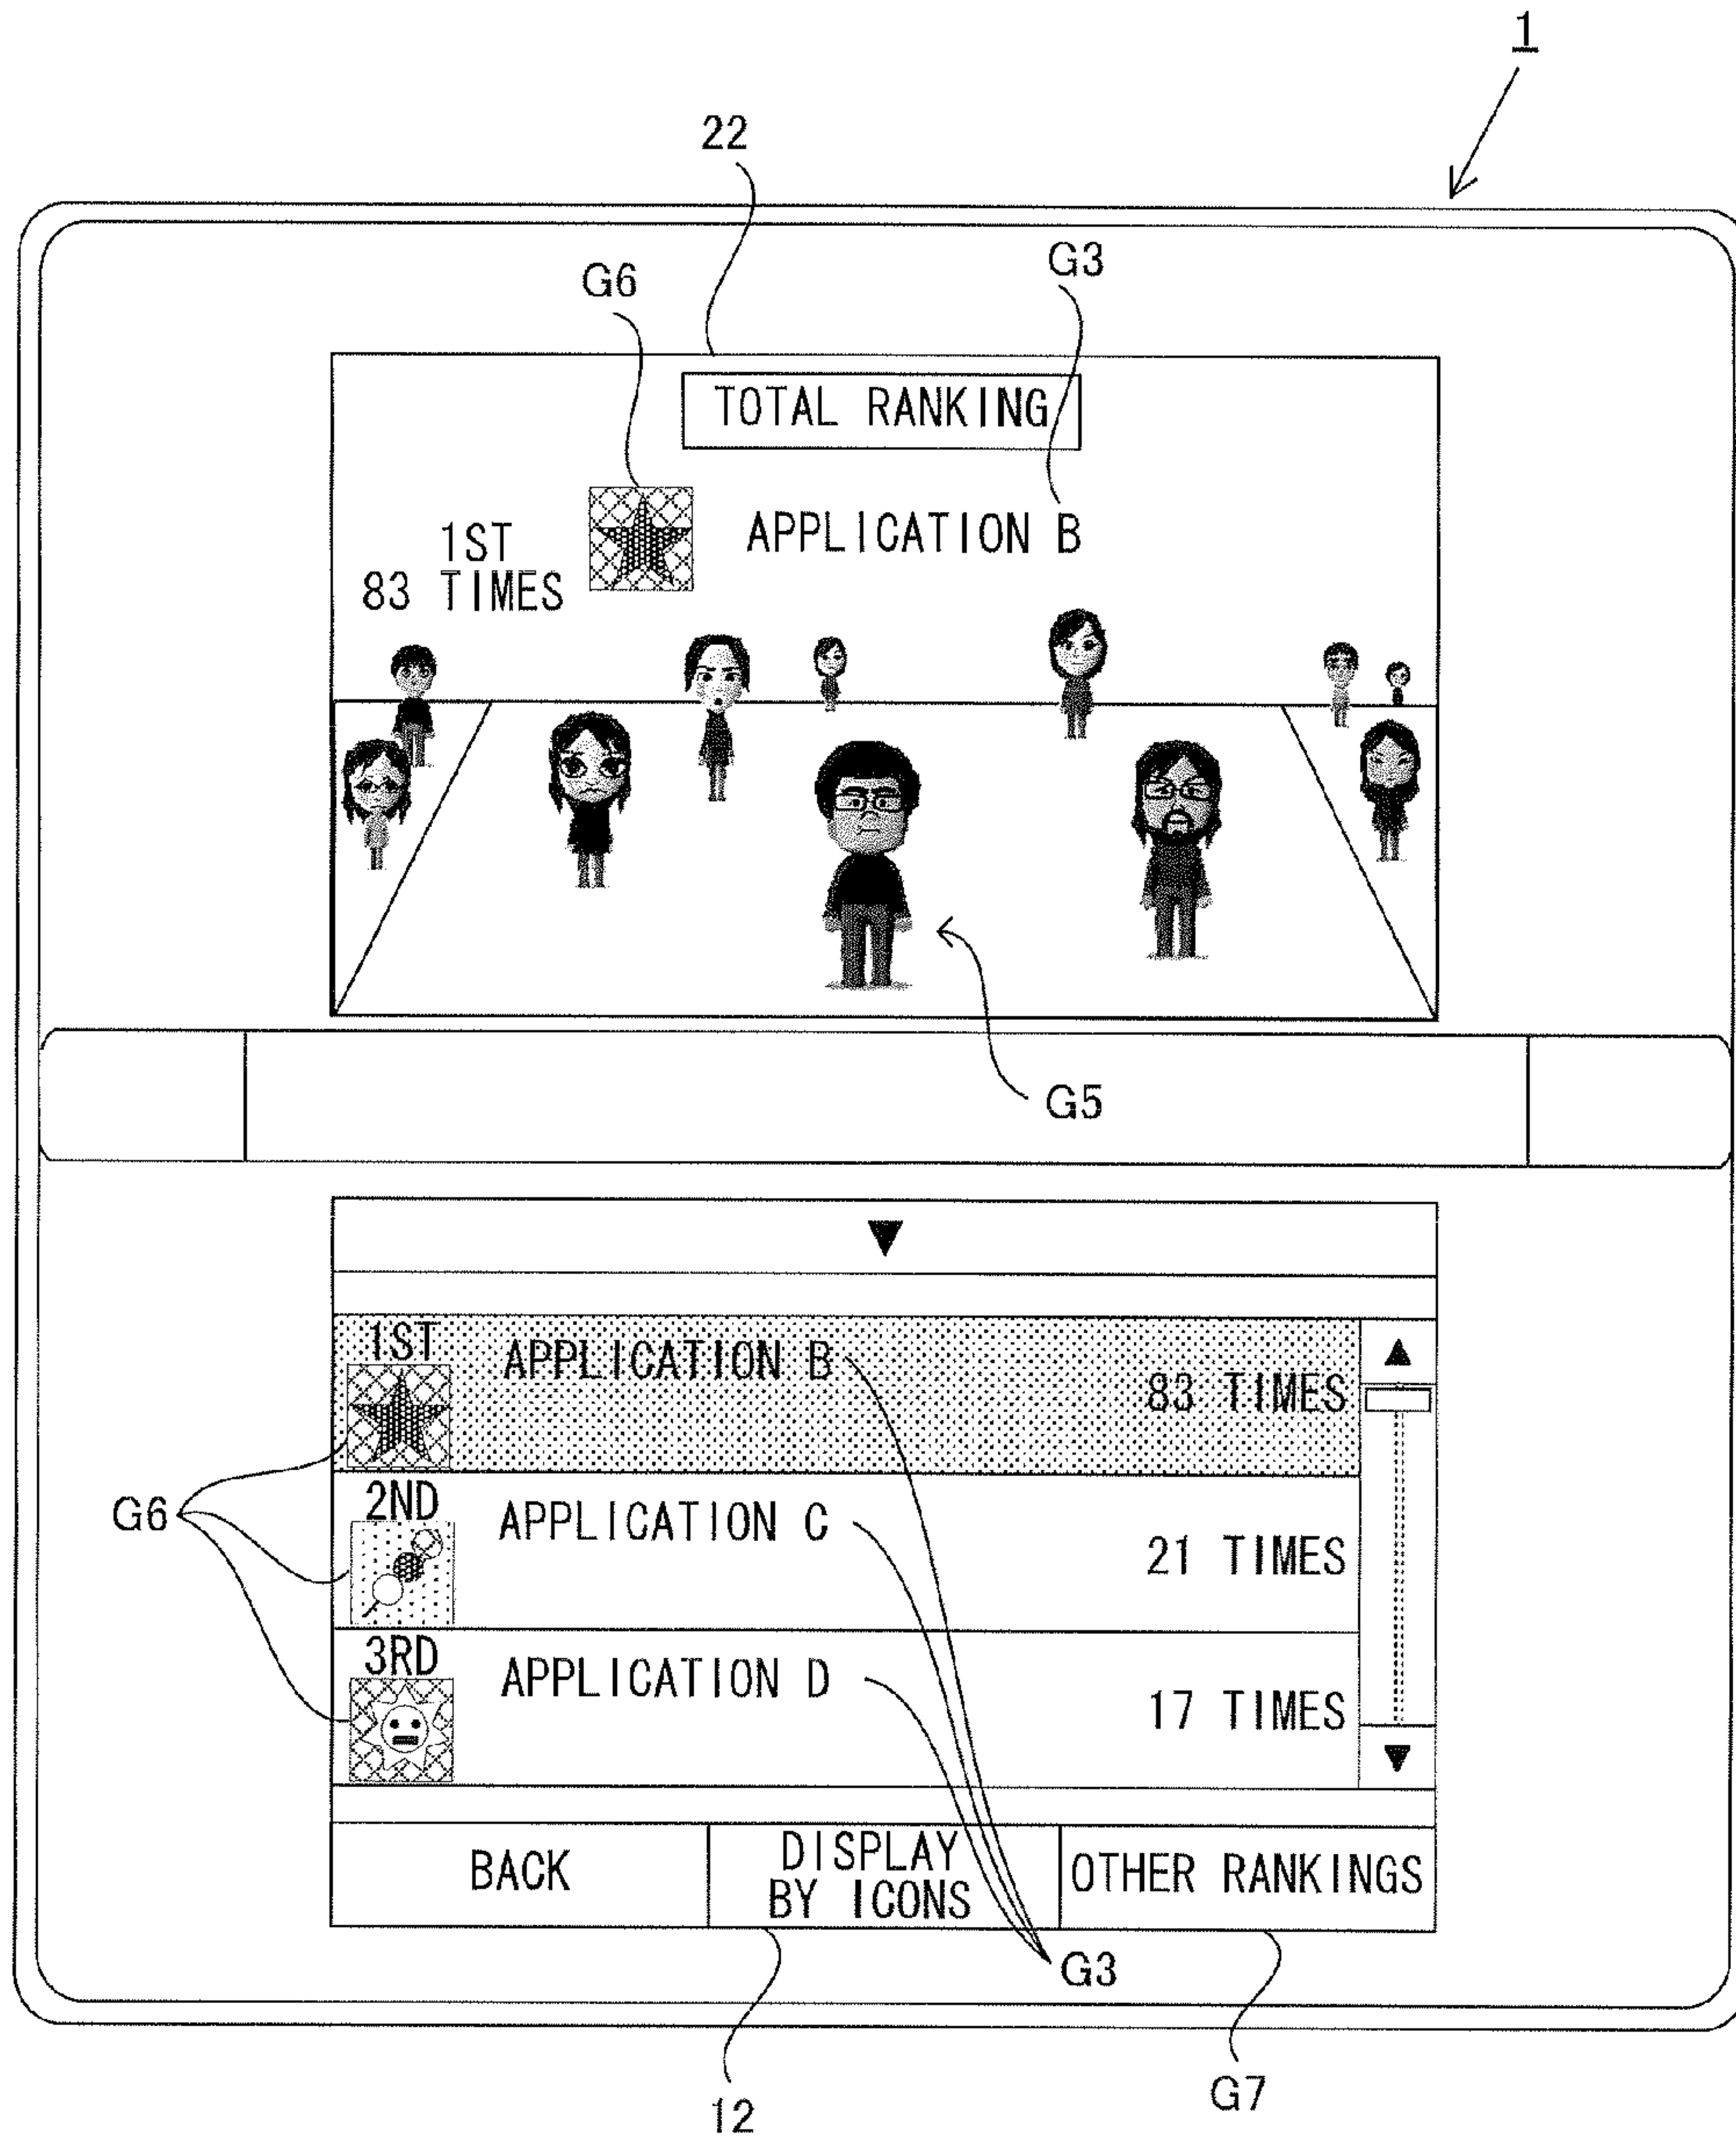 1
22
G6
G3
TOTAL RANKING
1ST
83 TIMES
APPLICATION B
G5
1ST
APPLICATION B
83 TIMES
G6
2ND
APPLICATION C
21 TIMES
3RD
APPLICATION D
17 TIMES
BACK
DISPLAY
BY ICONS
OTHER RANKINGS
G3
12
G7